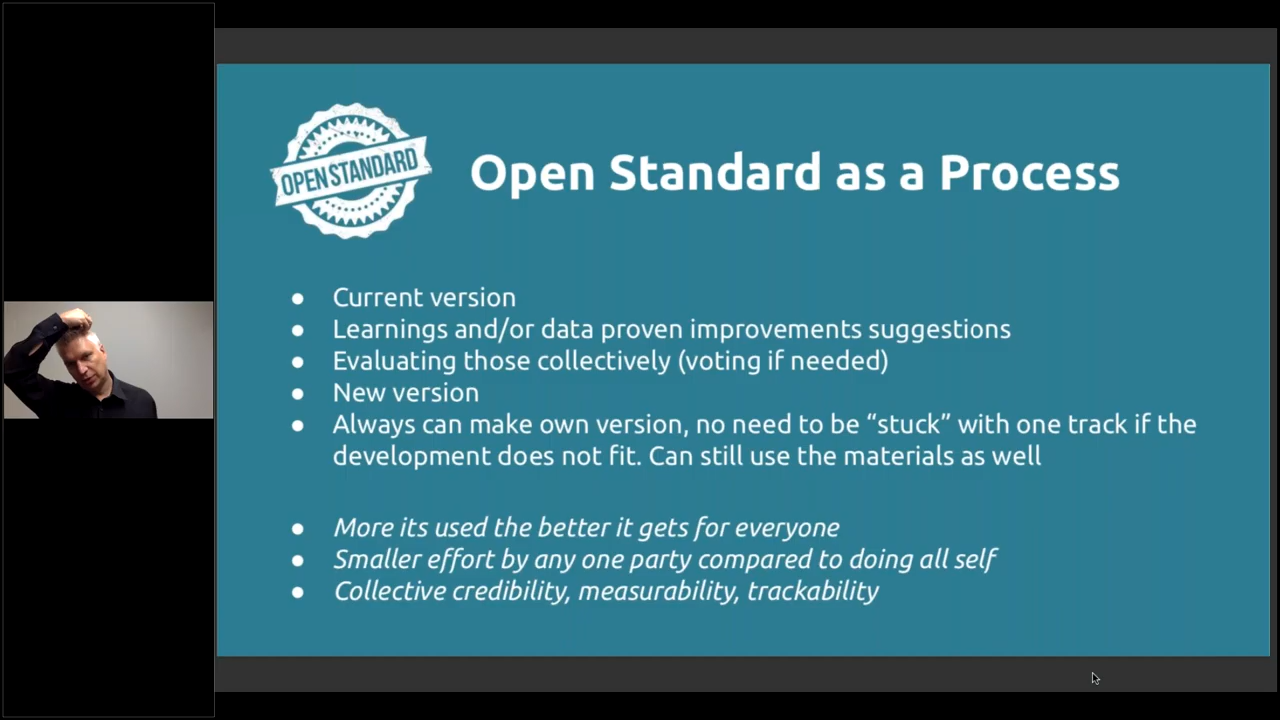 OPEN STANDARD
Open Standard as a Process
● Current version
● Learnings and/or data proven improvements suggestions
● Evaluating those collectively (voting if needed)
● New version
● Always can make own version, no need to be “stuck” with one track if the
development does not fit. Can still use the materials as well
● More its used the better it gets for everyone
● Smaller effort by any one party compared to doing all self
● Collective credibility, measurability, trackability